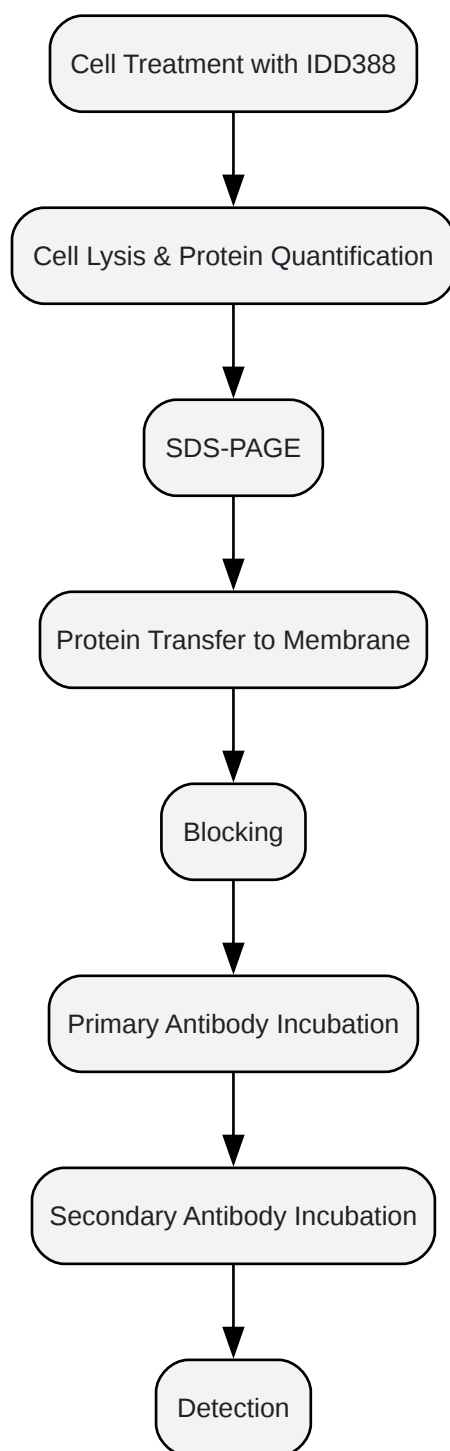 Cell Treatment with IDD388
Cell Lysis & Protein Quantification
SDS-PAGE
Protein Transfer to Membrane
Blocking
Primary Antibody Incubation
Secondary Antibody Incubation
Detection